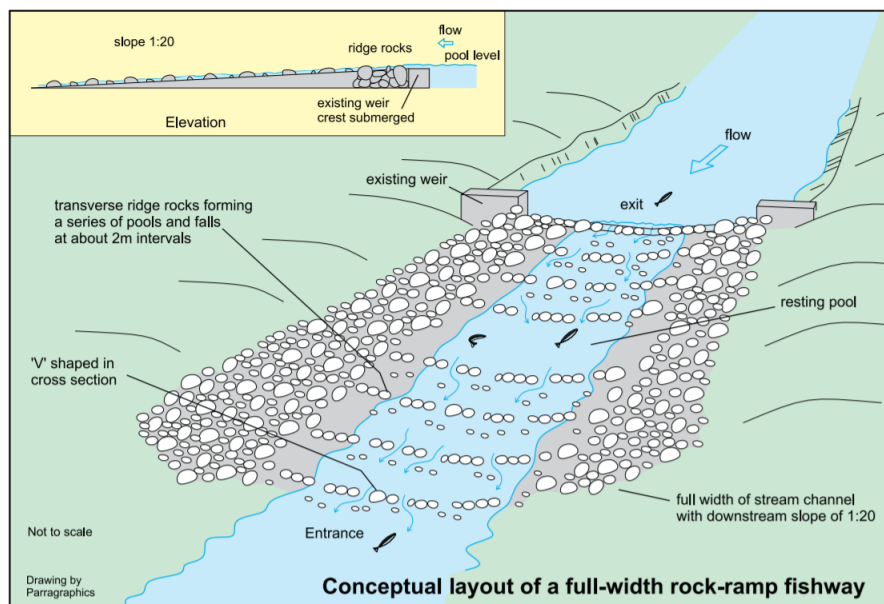 slope 1:20
ridge rocks
flow
pool level
existing weir
crest submerged
Elevation
flow
existing weir
exit
transverse ridge rocks forming
a series of pools and falls
at about 2m intervals
resting pool
'V' shaped in
cross section
full width of stream channel
with downstream slope of 1:20
Not to scale
Entrance
Drawing by
Parragraphics
Conceptual layout of a full-width rock-ramp fishway